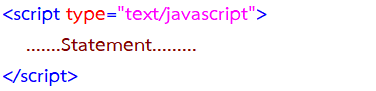 <script type="text/javascript">
.......Statement.........
</script>